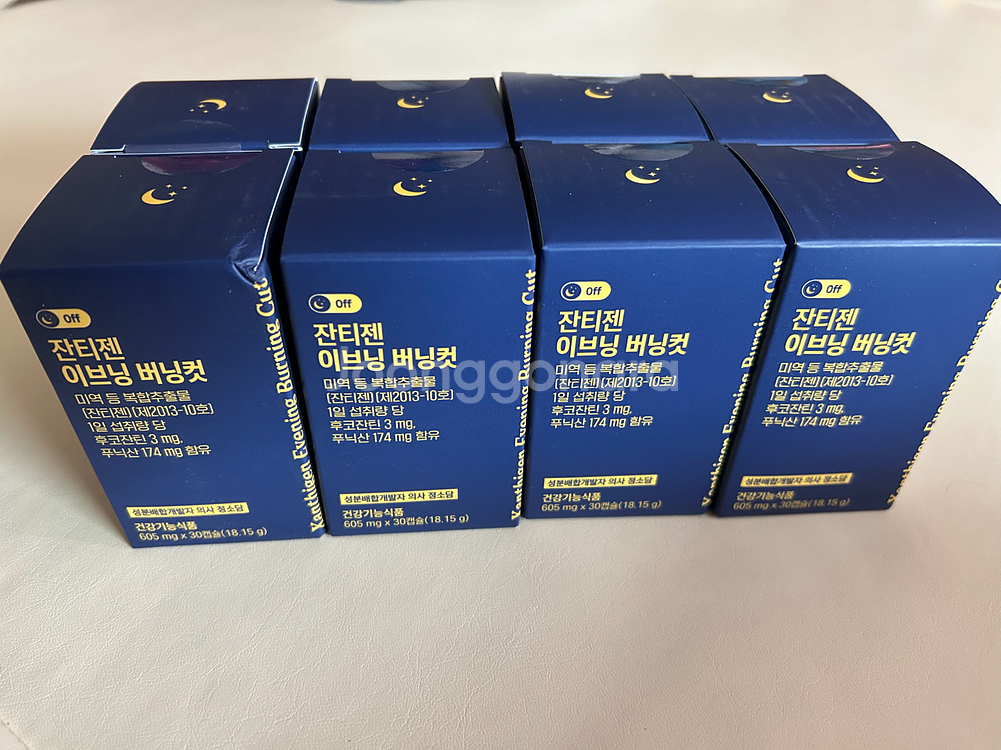 Off
잔티젠
이브닝 버닝컷
미역 등 복합추출물
[잔티젠] (제2013-10호)
1일 섭취량 당
후코잔틴 3 mg,
푸닉산 174 mg 함유
성분배합개발자 의사 정소담
건강기능식품
605 mg x 30캡슐(18.15 g)
Xanthigen Evening Burning Cut
Off
잔티젠
이브닝 버닝컷
미역 등 복합추출물
[잔티젠] (제2013-10호)
1일 섭취량 당
후코잔틴 3 mg,
푸닉산 174 mg 함유
성분배합개발자 의사 정소담
건강기능식품
605 mg x 30캡슐(18.15 g)
Xanthigen Evening Burning Cut
Off
잔티젠
이브닝 버닝컷
미역 등 복합추출물
[잔티젠] (제2013-10호)
1일 섭취량 당
후코잔틴 3 mg,
푸닉산 174 mg 함유
성분배합개발자 의사 정소담
건강기능식품
605 mg x 30캡슐(18.15 g)
Xanthigen Evening Burning Cut
Off
잔티젠
이브닝 버닝컷
미역 등 복합추출물
[잔티젠] (제2013-10호)
1일 섭취량 당
후코잔틴 3 mg,
푸닉산 174 mg 함유
성분배합개발자 의사 정소담
건강기능식품
605 mg x 30캡슐(18.15 g)
Xanthigen Evening Burning